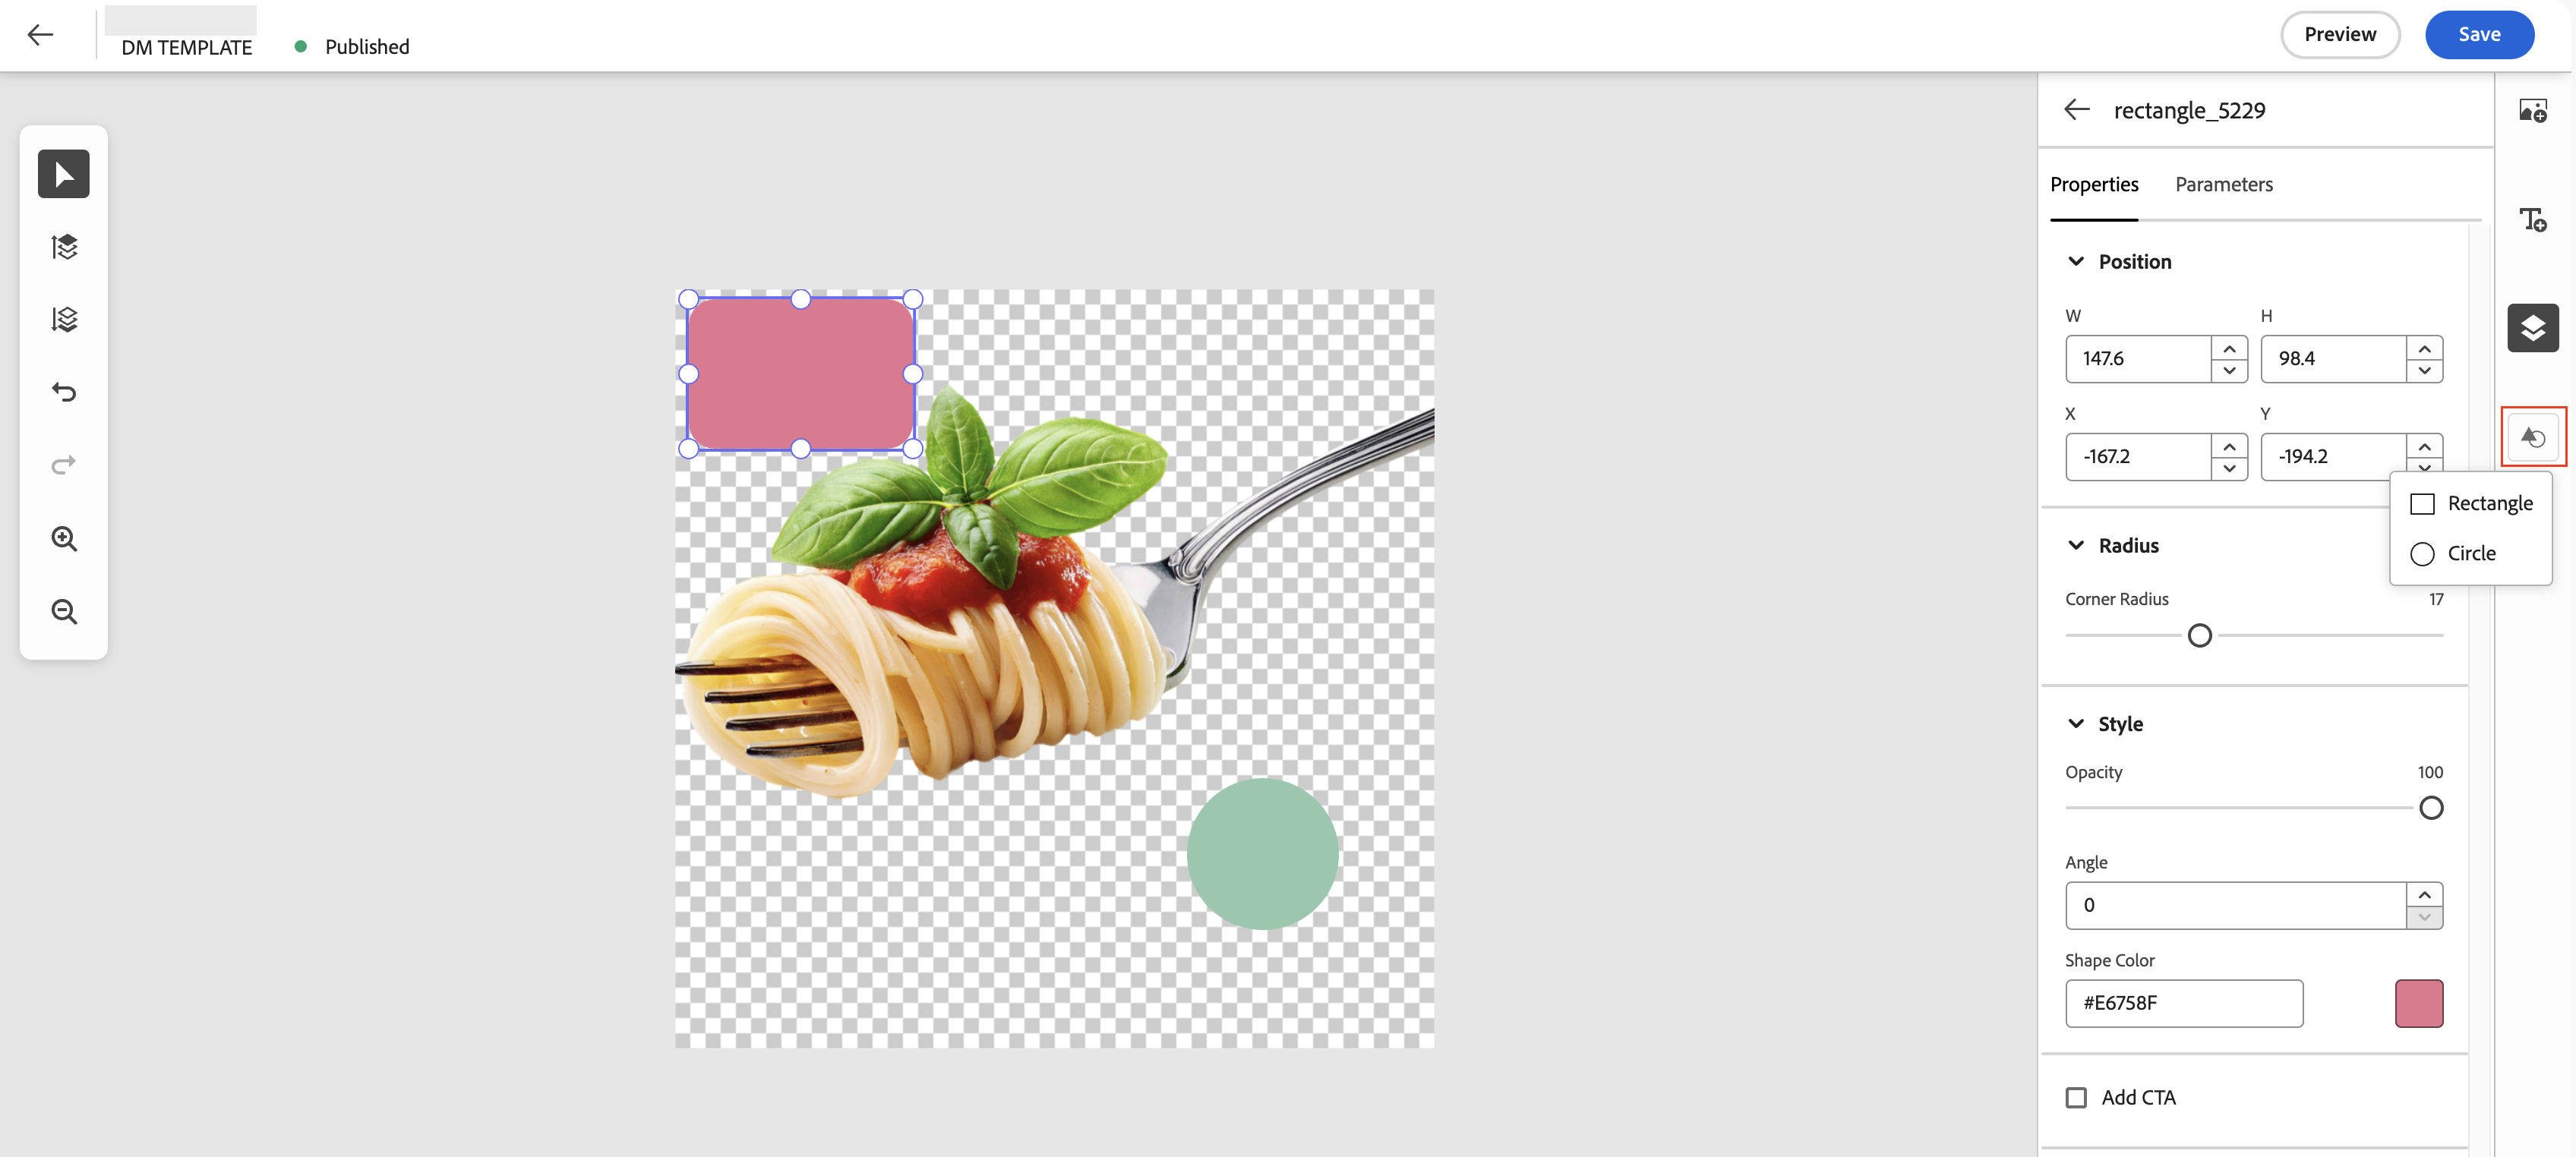 DM TEMPLATE
Published
Preview
Save
rectangle_5229
Properties
Parameters
Position
W
H
147.6
98.4
X
Y
-167.2
-194.2
Rectangle
Circle
Radius
Corner Radius
17
Style
Opacity
100
Angle
0
Shape Color
#E6758F
Add CTA